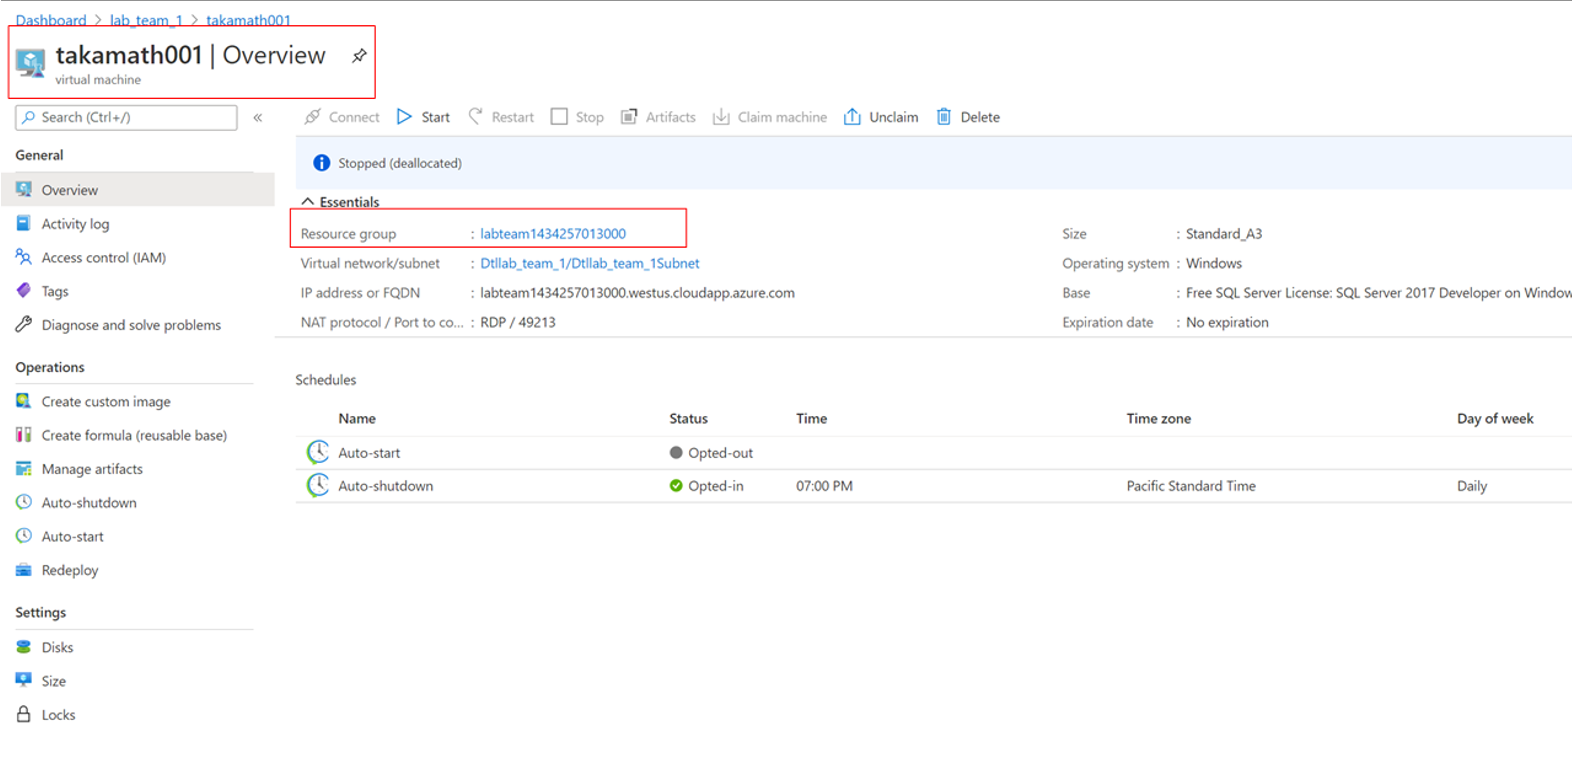 Dashboard > lab_team_1 > takamath001
takamath001 | Overview
virtual machine
Search (Ctrl+/)
«
Connect Start Restart Stop Artifacts Claim machine Unclaim Delete
General
Overview
Activity log
Access control (IAM)
Tags
Diagnose and solve problems
Operations
Create custom image
Create formula (reusable base)
Manage artifacts
Auto-shutdown
Auto-start
Redeploy
Settings
Disks
Size
Locks
Stopped (deallocated)
Essentials
Resource group : labteam1434257013000
Virtual network/subnet : Dtllab_team_1/Dtllab_team_1Subnet
IP address or FQDN : labteam1434257013000.westus.cloudapp.azure.com
NAT protocol / Port to co... : RDP / 49213
Size : Standard_A3
Operating system : Windows
Base : Free SQL Server License: SQL Server 2017 Developer on Window
Expiration date : No expiration
Schedules
Name Status Time Time zone Day of week
Auto-start Opted-out
Auto-shutdown Opted-in 07:00 PM Pacific Standard Time Daily